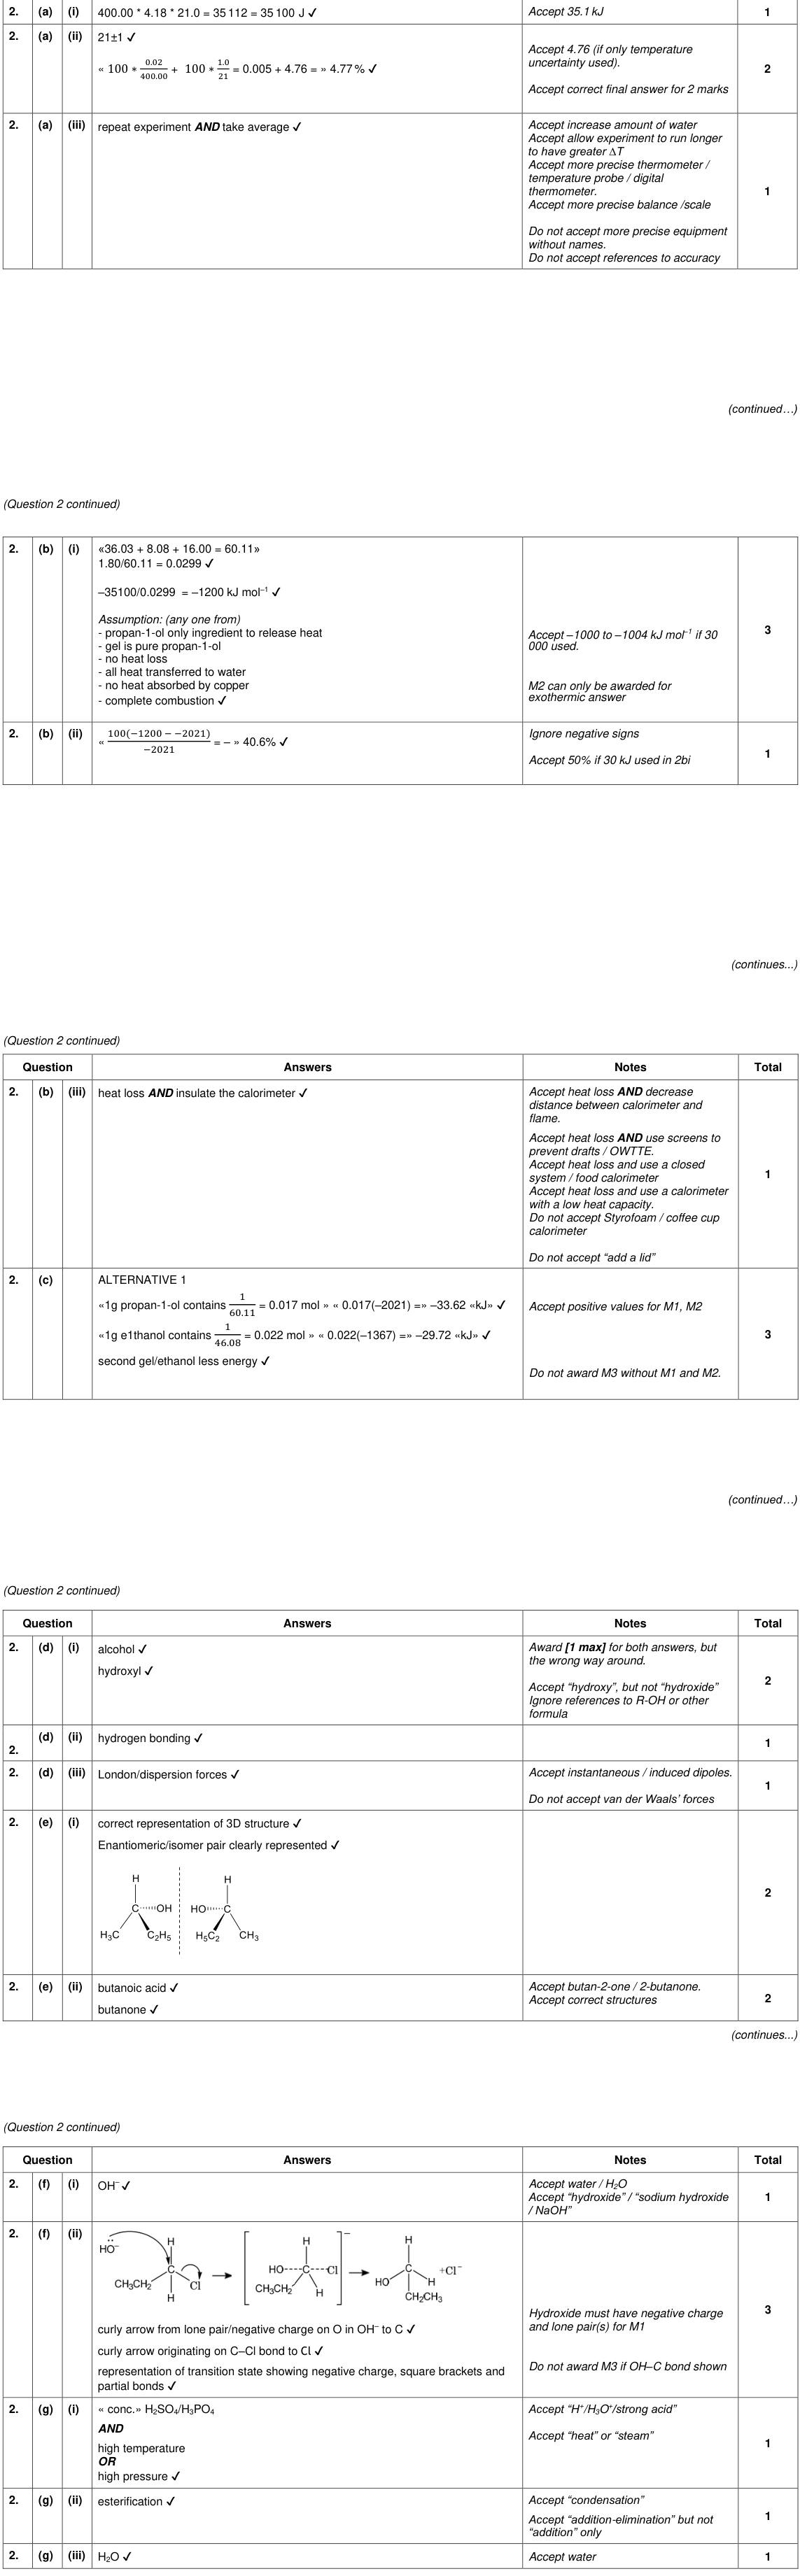 2. (a) (i) 400.00 * 4.18 * 21.0 = 35 112 = 35 100 J ✓ Accept 35.1 kJ 1
2. (a) (ii) 21±1 ✓
« 100 * 0.02/400.00 + 100 * 1.0/21 = 0.005 + 4.76 = » 4.77 % ✓
Accept 4.76 (if only temperature
uncertainty used).
Accept correct final answer for 2 marks
2
2. (a) (iii) repeat experiment AND take average ✓
Accept increase amount of water
Accept allow experiment to run longer
to have greater ΔT
Accept more precise thermometer /
temperature probe / digital
thermometer.
Accept more precise balance /scale
Do not accept more precise equipment
without names.
Do not accept references to accuracy
1
(continued…)
(Question 2 continued)
2. (b) (i) «36.03 + 8.08 + 16.00 = 60.11»
1.80/60.11 = 0.0299 ✓
–35100/0.0299 = –1200 kJ mol⁻¹ ✓
Assumption: (any one from)
- propan-1-ol only ingredient to release heat
- gel is pure propan-1-ol
- no heat loss
- all heat transferred to water
- no heat absorbed by copper
- complete combustion ✓
Accept –1000 to –1004 kJ mol⁻¹ if 30
000 used.
M2 can only be awarded for
exothermic answer
3
2. (b) (ii) « 100(−1200 − −2021)/−2021 = – » 40.6% ✓
Ignore negative signs
Accept 50% if 30 kJ used in 2bi
1
(continues...)
(Question 2 continued)
Question Answers Notes Total
2. (b) (iii) heat loss AND insulate the calorimeter ✓
Accept heat loss AND decrease
distance between calorimeter and
flame.
Accept heat loss AND use screens to
prevent drafts / OWTTE.
Accept heat loss and use a closed
system / food calorimeter
Accept heat loss and use a calorimeter
with a low heat capacity.
Do not accept Styrofoam / coffee cup
calorimeter
Do not accept “add a lid”
1
2. (c) ALTERNATIVE 1
«1g propan-1-ol contains 1/60.11 = 0.017 mol » « 0.017(–2021) =» –33.62 «kJ» ✓
«1g e1thanol contains 1/46.08 = 0.022 mol » « 0.022(–1367) =» –29.72 «kJ» ✓
second gel/ethanol less energy ✓
Accept positive values for M1, M2
Do not award M3 without M1 and M2.
3
(continued…)
(Question 2 continued)
Question Answers Notes Total
2. (d) (i) alcohol ✓
hydroxyl ✓
Award [1 max] for both answers, but
the wrong way around.
Accept “hydroxy”, but not “hydroxide”
Ignore references to R-OH or other
formula
2
2. (d) (ii) hydrogen bonding ✓ 1
2. (d) (iii) London/dispersion forces ✓
Accept instantaneous / induced dipoles.
Do not accept van der Waals’ forces
1
2. (e) (i) correct representation of 3D structure ✓
Enantiomeric/isomer pair clearly represented ✓
H H
C OH HO C
H₃C C₂H₅ H₅C₂ CH₃
2
2. (e) (ii) butanoic acid ✓
butanone ✓
Accept butan-2-one / 2-butanone.
Accept correct structures
2
(continues...)
(Question 2 continued)
Question Answers Notes Total
2. (f) (i) OH⁻ ✓
Accept water / H₂O
Accept “hydroxide” / “sodium hydroxide
/ NaOH”
1
2. (f) (ii)
HO⁻ H H − H
C HO C Cl C +Cl⁻
CH₃CH₂ Cl CH₃CH₂ H HO H
H CH₂CH₃
curly arrow from lone pair/negative charge on O in OH⁻ to C ✓
curly arrow originating on C–Cl bond to Cl ✓
representation of transition state showing negative charge, square brackets and
partial bonds ✓
Hydroxide must have negative charge
and lone pair(s) for M1
Do not award M3 if OH–C bond shown
3
2. (g) (i) « conc.» H₂SO₄/H₃PO₄
AND
high temperature
OR
high pressure ✓
Accept “H⁺/H₃O⁺/strong acid”
Accept “heat” or “steam”
1
2. (g) (ii) esterification ✓
Accept “condensation”
Accept “addition-elimination” but not
“addition” only
1
2. (g) (iii) H₂O ✓ Accept water 1